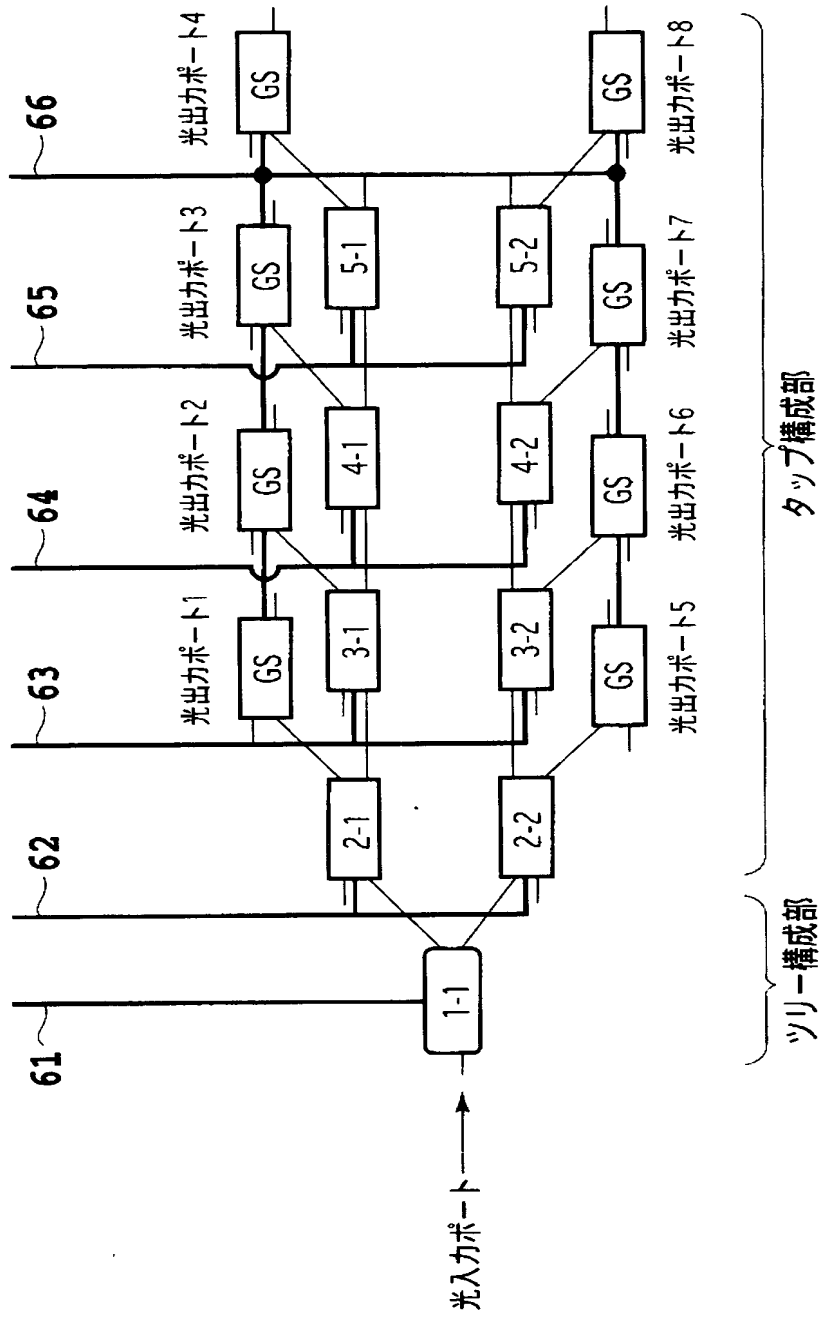 61
62
63
64
65
66
光出力ポート1
光出力ポート2
光出力ポート3
光出力ポート4
GS
GS
GS
GS
2-1
3-1
4-1
5-1
光入力ポート
1-1
2-2
3-2
4-2
5-2
GS
GS
GS
GS
光出力ポート5
光出力ポート6
光出力ポート7
光出力ポート8
ツリー構成部
タップ構成部